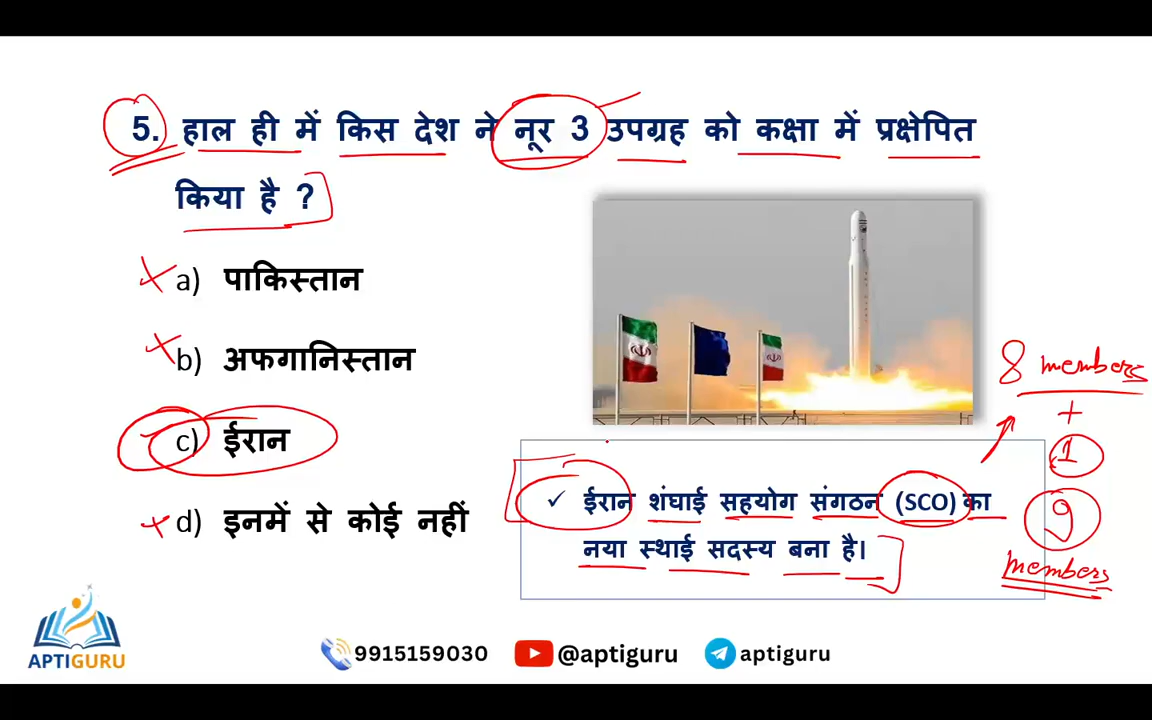 5. हाल ही में किस देश ने नूर 3 उपग्रह को कक्षा में प्रक्षेपित
किया है ?
a) पाकिस्तान
b) अफगानिस्तान
c) ईरान
d) इनमें से कोई नहीं
8 members
+
1
9
members
✓ ईरान शंघाई सहयोग संगठन (SCO) का
नया स्थाई सदस्य बना है।
APTIGURU
9915159030
@aptiguru
aptiguru